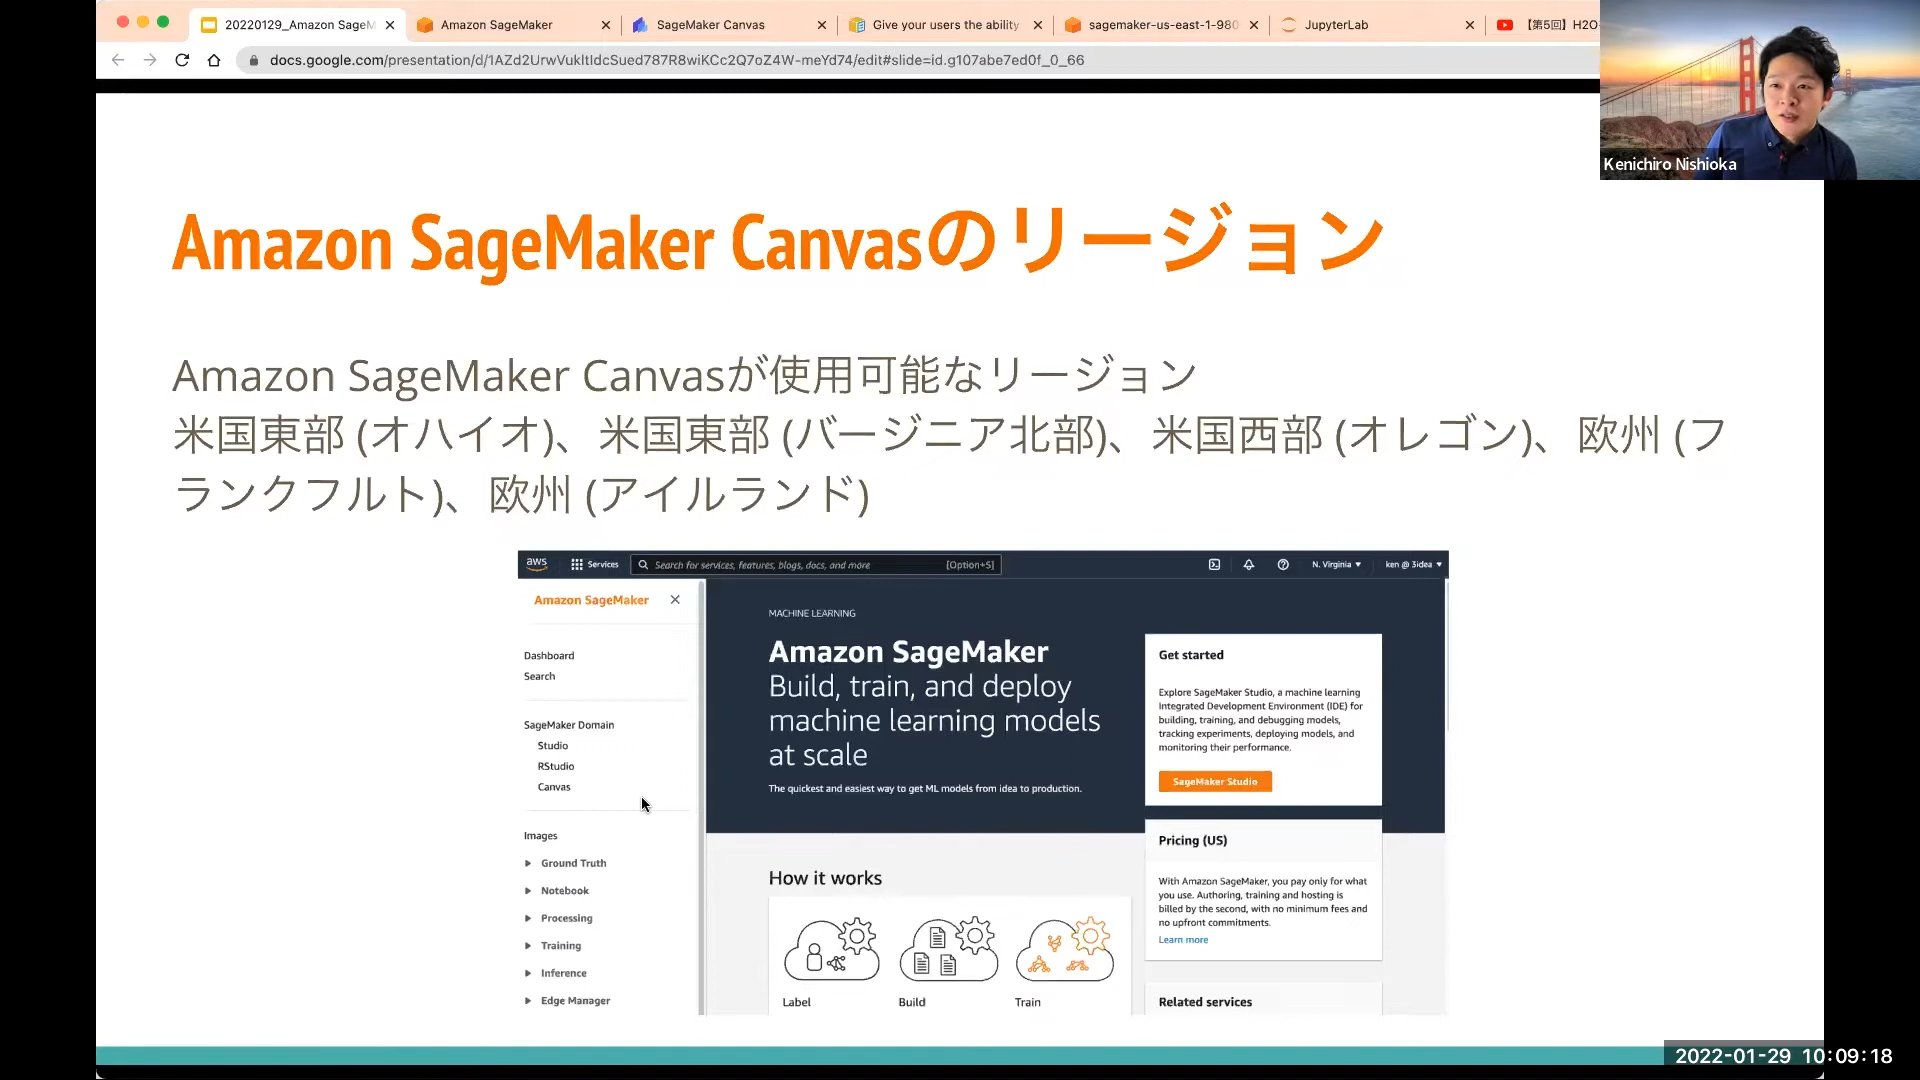 20220129_Amazon SageM
Amazon SageMaker
SageMaker Canvas
Give your users the ability
sagemaker-us-east-1-980
JupyterLab
【第5回】H2O
docs.google.com/presentation/d/1AZd2UrwVukltIdcSued787R8wiKCc2Q7oZ4W-meYd74/edit#slide=id.g107abe7ed0f_0_66
Kenichiro Nishioka
Amazon SageMaker Canvasのリージョン
Amazon SageMaker Canvasが使用可能なリージョン
米国東部 (オハイオ)、米国東部 (バージニア北部)、米国西部 (オレゴン)、欧州 (フ
ランクフルト)、欧州 (アイルランド)
aws
Services
Search for services, features, blogs, docs, and more
[Option+S]
N. Virginia
ken @ 3idea
Amazon SageMaker
Dashboard
Search
SageMaker Domain
Studio
RStudio
Canvas
Images
Ground Truth
Notebook
Processing
Training
Inference
Edge Manager
MACHINE LEARNING
Amazon SageMaker
Build, train, and deploy
machine learning models
at scale
The quickest and easiest way to get ML models from idea to production.
How it works
Label
Build
Train
Get started
Explore SageMaker Studio, a machine learning
Integrated Development Environment (IDE) for
building, training, and debugging models,
tracking experiments, deploying models, and
monitoring their performance.
SageMaker Studio
Pricing (US)
With Amazon SageMaker, you pay only for what
you use. Authoring, training and hosting is
billed by the second, with no minimum fees and
no upfront commitments.
Learn more
Related services
2022-01-29 10:09:18